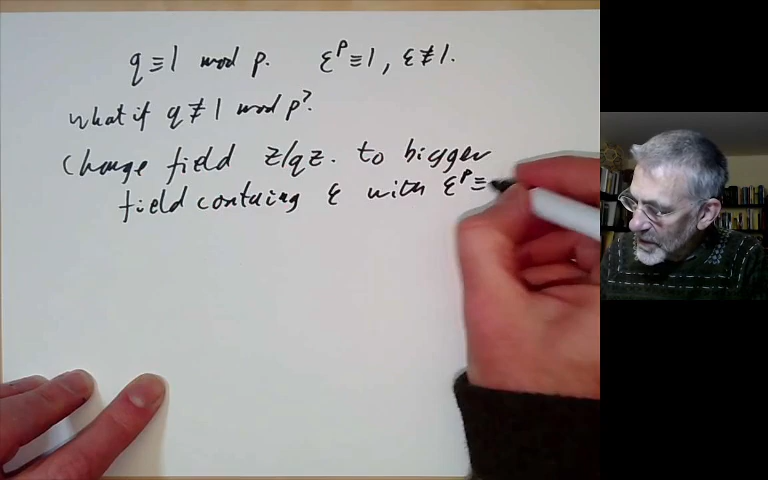 q ≡ 1 mod p. ε^p ≡ 1, ε ≢ 1.
What if q ≢ 1 mod p?
Change field Z/qZ. to bigger
field containg ε with ε^p ≡